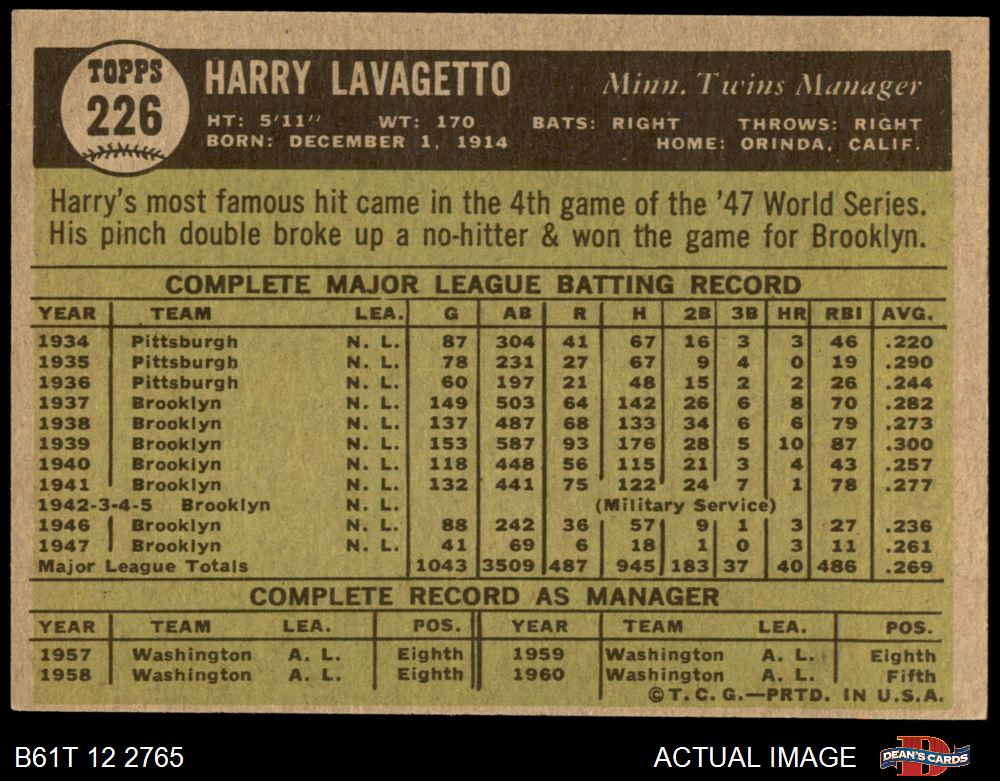 TOPPS
226
HARRY LAVAGETTO Minn. Twins Manager
HT: 5'11" WT: 170 BATS: RIGHT THROWS: RIGHT
BORN: DECEMBER 1, 1914 HOME: ORINDA, CALIF.
Harry's most famous hit came in the 4th game of the '47 World Series.
His pinch double broke up a no-hitter & won the game for Brooklyn.
COMPLETE MAJOR LEAGUE BATTING RECORD
YEAR TEAM LEA. G AB R H 2B 3B HR RBI AVG.
1934 Pittsburgh N. L. 87 304 41 67 16 3 3 46 .220
1935 Pittsburgh N. L. 78 231 27 67 9 4 0 19 .290
1936 Pittsburgh N. L. 60 197 21 48 15 2 2 26 .244
1937 Brooklyn N. L. 149 503 64 142 26 6 8 70 .282
1938 Brooklyn N. L. 137 487 68 133 34 6 6 79 .273
1939 Brooklyn N. L. 153 587 93 176 28 5 10 87 .300
1940 Brooklyn N. L. 118 448 56 115 21 3 4 43 .257
1941 Brooklyn N. L. 132 441 75 122 24 7 1 78 .277
1942-3-4-5 Brooklyn N. L. (Military Service)
1946 Brooklyn N. L. 88 242 36 57 9 1 3 27 .236
1947 Brooklyn N. L. 41 69 6 18 1 0 3 11 .261
Major League Totals 1043 3509 487 945 183 37 40 486 .269
COMPLETE RECORD AS MANAGER
YEAR TEAM LEA. POS. YEAR TEAM LEA. POS.
1957 Washington A. L. Eighth 1959 Washington A. L. Eighth
1958 Washington A. L. Eighth 1960 Washington A. L. Fifth
©T.C.G.—PRTD. IN U.S.A.
B61T 12 2765 ACTUAL IMAGE DEAN'S CARDS